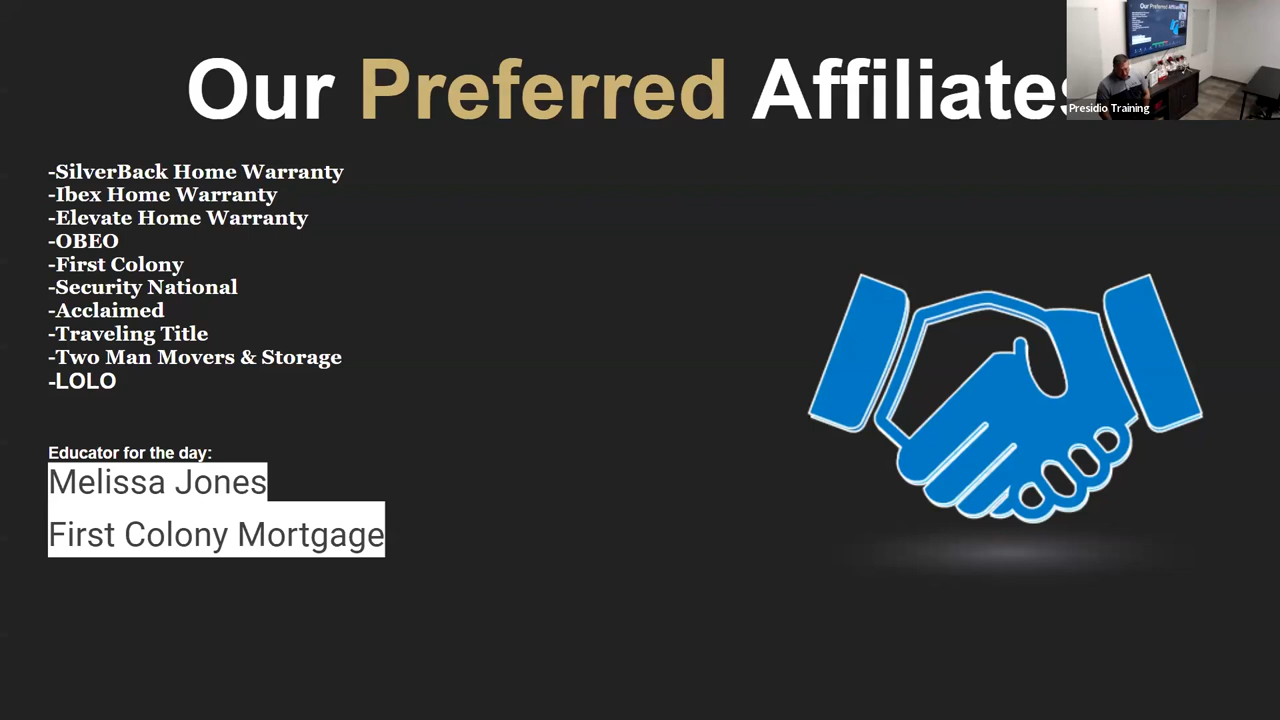 Our Preferred Affiliates
Presidio Training
-SilverBack Home Warranty
-Ibex Home Warranty
-Elevate Home Warranty
-OBEO
-First Colony
-Security National
-Acclaimed
-Traveling Title
-Two Man Movers & Storage
-LOLO
Educator for the day:
Melissa Jones
First Colony Mortgage